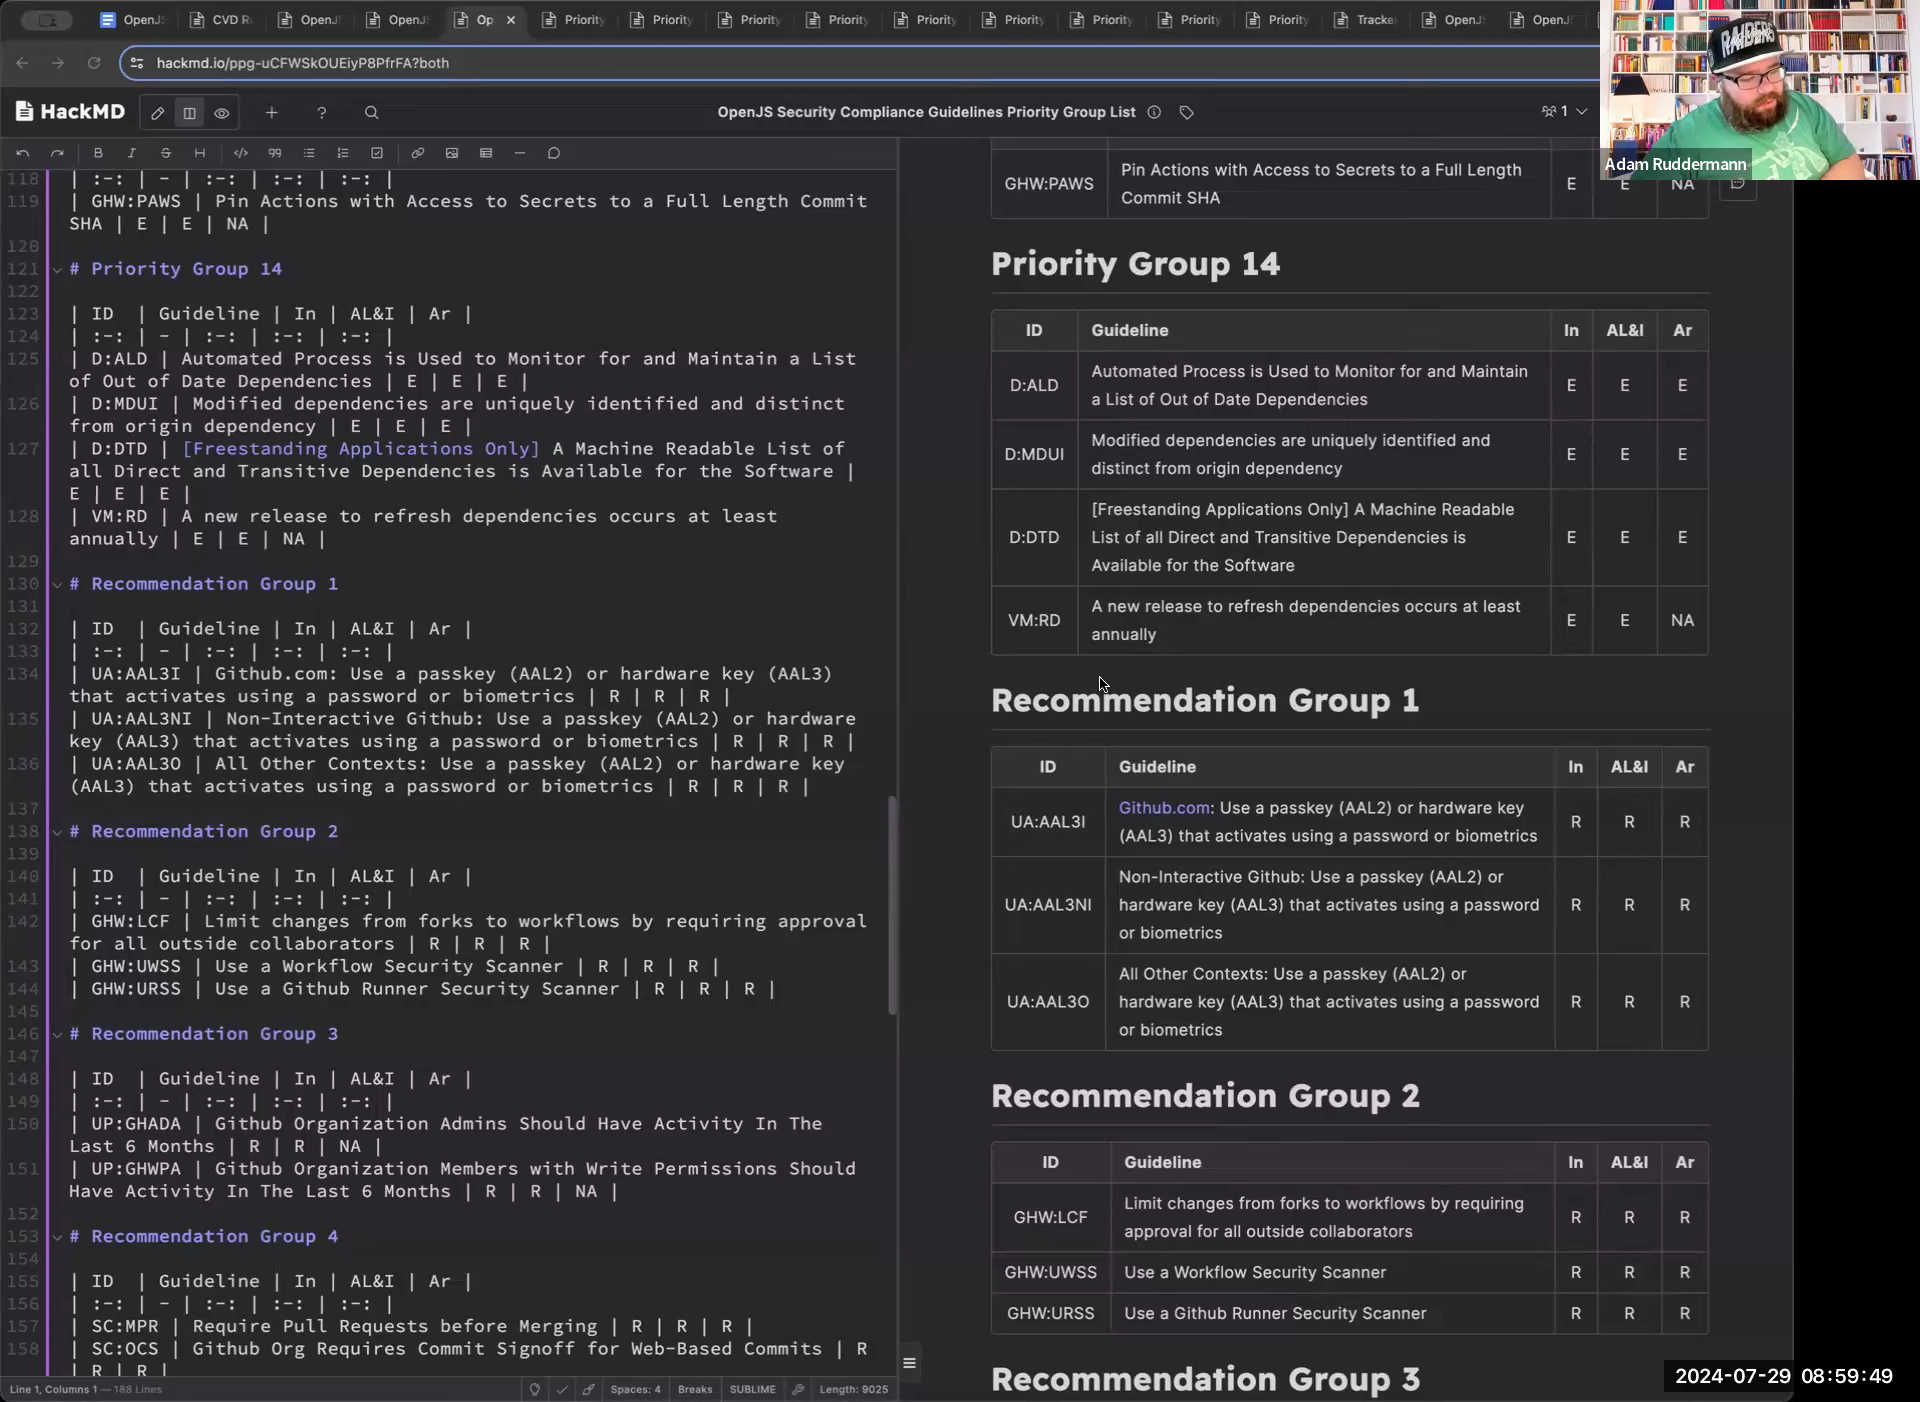 OpenJ
CVD R
OpenJ
OpenJ
Op
Priority
Priority
Priority
Priority
Priority
Priority
Priority
Priority
Priority
Tracke
OpenJ
OpenJ
hackmd.io/ppg-uCFWSkOUEiyP8PfrFA?both
HackMD
OpenJS Security Compliance Guidelines Priority Group List
1
RAIDERS
Adam Ruddermann
118 | :-: | - | :-: | :-: | :-: |
119 | GHW:PAWS | Pin Actions with Access to Secrets to a Full Length Commit
SHA | E | E | NA |
120
121 # Priority Group 14
122
123 | ID  | Guideline | In | AL&I | Ar |
124 | :-: | - | :-: | :-: | :-: |
125 | D:ALD | Automated Process is Used to Monitor for and Maintain a List
of Out of Date Dependencies | E | E | E |
126 | D:MDUI | Modified dependencies are uniquely identified and distinct
from origin dependency | E | E | E |
127 | D:DTD | [Freestanding Applications Only] A Machine Readable List of
all Direct and Transitive Dependencies is Available for the Software |
E | E | E |
128 | VM:RD | A new release to refresh dependencies occurs at least
annually | E | E | NA |
129
130 # Recommendation Group 1
131
132 | ID  | Guideline | In | AL&I | Ar |
133 | :-: | - | :-: | :-: | :-: |
134 | UA:AAL3I | Github.com: Use a passkey (AAL2) or hardware key (AAL3)
that activates using a password or biometrics | R | R | R |
135 | UA:AAL3NI | Non-Interactive Github: Use a passkey (AAL2) or hardware
key (AAL3) that activates using a password or biometrics | R | R | R |
136 | UA:AAL3O | All Other Contexts: Use a passkey (AAL2) or hardware key
(AAL3) that activates using a password or biometrics | R | R | R |
137
138 # Recommendation Group 2
139
140 | ID  | Guideline | In | AL&I | Ar |
141 | :-: | - | :-: | :-: | :-: |
142 | GHW:LCF | Limit changes from forks to workflows by requiring approval
for all outside collaborators | R | R | R |
143 | GHW:UWSS | Use a Workflow Security Scanner | R | R | R |
144 | GHW:URSS | Use a Github Runner Security Scanner | R | R | R |
145
146 # Recommendation Group 3
147
148 | ID  | Guideline | In | AL&I | Ar |
149 | :-: | - | :-: | :-: | :-: |
150 | UP:GHADA | Github Organization Admins Should Have Activity In The
Last 6 Months | R | R | NA |
151 | UP:GHWPA | Github Organization Members with Write Permissions Should
Have Activity In The Last 6 Months | R | R | NA |
152
153 # Recommendation Group 4
154
155 | ID  | Guideline | In | AL&I | Ar |
156 | :-: | - | :-: | :-: | :-: |
157 | SC:MPR | Require Pull Requests before Merging | R | R | R |
158 | SC:OCS | Github Org Requires Commit Signoff for Web-Based Commits | R
| R | R |
Line 1, Columns 1 — 188 Lines
Spaces: 4
Breaks
SUBLIME
Length: 9025
GHW:PAWS Pin Actions with Access to Secrets to a Full Length E E NA
Commit SHA
Priority Group 14
ID Guideline In AL&I Ar
D:ALD Automated Process is Used to Monitor for and Maintain E E E
a List of Out of Date Dependencies
D:MDUI Modified dependencies are uniquely identified and E E E
distinct from origin dependency
D:DTD [Freestanding Applications Only] A Machine Readable E E E
List of all Direct and Transitive Dependencies is
Available for the Software
VM:RD A new release to refresh dependencies occurs at least E E NA
annually
Recommendation Group 1
ID Guideline In AL&I Ar
UA:AAL3I Github.com: Use a passkey (AAL2) or hardware key R R R
(AAL3) that activates using a password or biometrics
UA:AAL3NI Non-Interactive Github: Use a passkey (AAL2) or R R R
hardware key (AAL3) that activates using a password
or biometrics
UA:AAL3O All Other Contexts: Use a passkey (AAL2) or R R R
hardware key (AAL3) that activates using a password
or biometrics
Recommendation Group 2
ID Guideline In AL&I Ar
GHW:LCF Limit changes from forks to workflows by requiring R R R
approval for all outside collaborators
GHW:UWSS Use a Workflow Security Scanner R R R
GHW:URSS Use a Github Runner Security Scanner R R R
Recommendation Group 3
2024-07-29 08:59:49